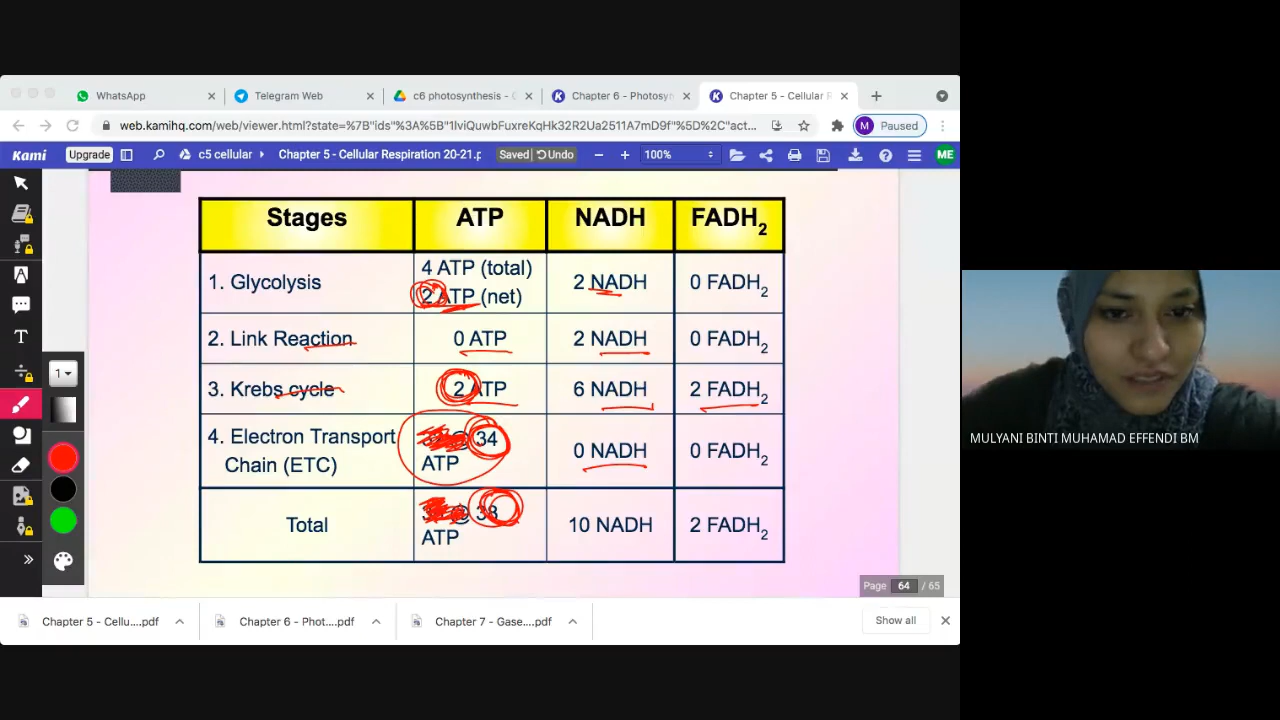 WhatsApp
Telegram Web
c6 photosynthesis -
Chapter 6 - Photosyn
Chapter 5 - Cellular R
web.kamihq.com/web/viewer.html?state=%7B"ids"%3A%5B"1lviQuwbFuxreKqHk32R2Ua2511A7mD9f"%5D%2C"act...
M Paused
Kami
Upgrade
c5 cellular
Chapter 5 - Cellular Respiration 20-21.p
Saved
Undo
100%
ME
Stages ATP NADH FADH2
1. Glycolysis
4 ATP (total)
2 ATP (net)
2 NADH
0 FADH2
2. Link Reaction 0 ATP 2 NADH 0 FADH2
3. Krebs cycle 2 ATP 6 NADH 2 FADH2
4. Electron Transport
Chain (ETC)
@ 34
ATP
0 NADH
0 FADH2
Total
@ 38
ATP
10 NADH
2 FADH2
T
1
Page 64 / 65
MULYANI BINTI MUHAMAD EFFENDI BM
Chapter 5 - Cellu....pdf
Chapter 6 - Phot....pdf
Chapter 7 - Gase....pdf
Show all